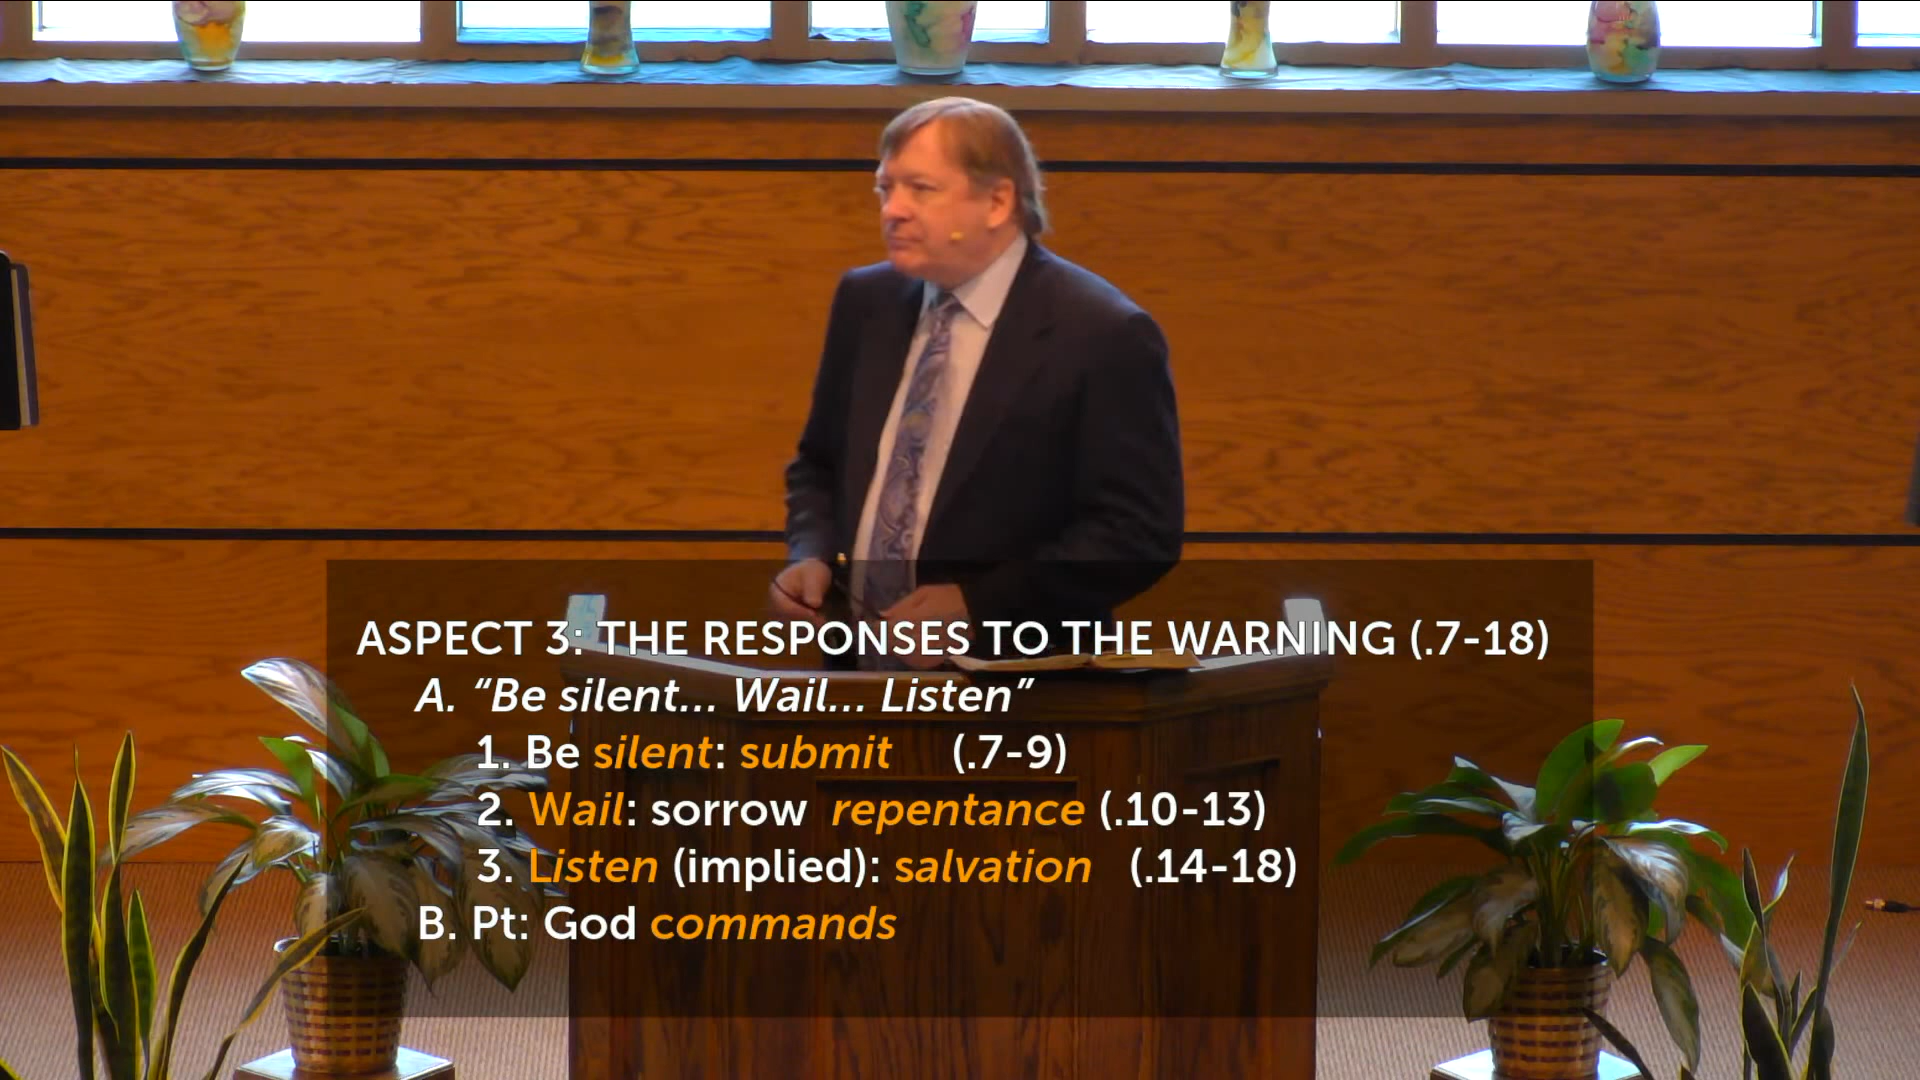 ASPECT 3: THE RESPONSES TO THE WARNING (.7-18)
A. “Be silent... Wail... Listen”
1. Be silent: submit (.7-9)
2. Wail: sorrow repentance (.10-13)
3. Listen (implied): salvation (.14-18)
B. Pt: God commands